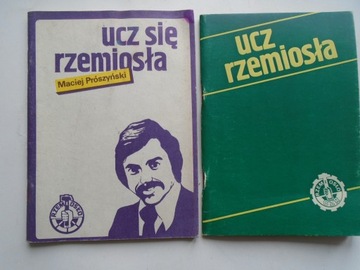 ucz się
rzemiosła
Maciej Prószyński
ucz
rzemiosła